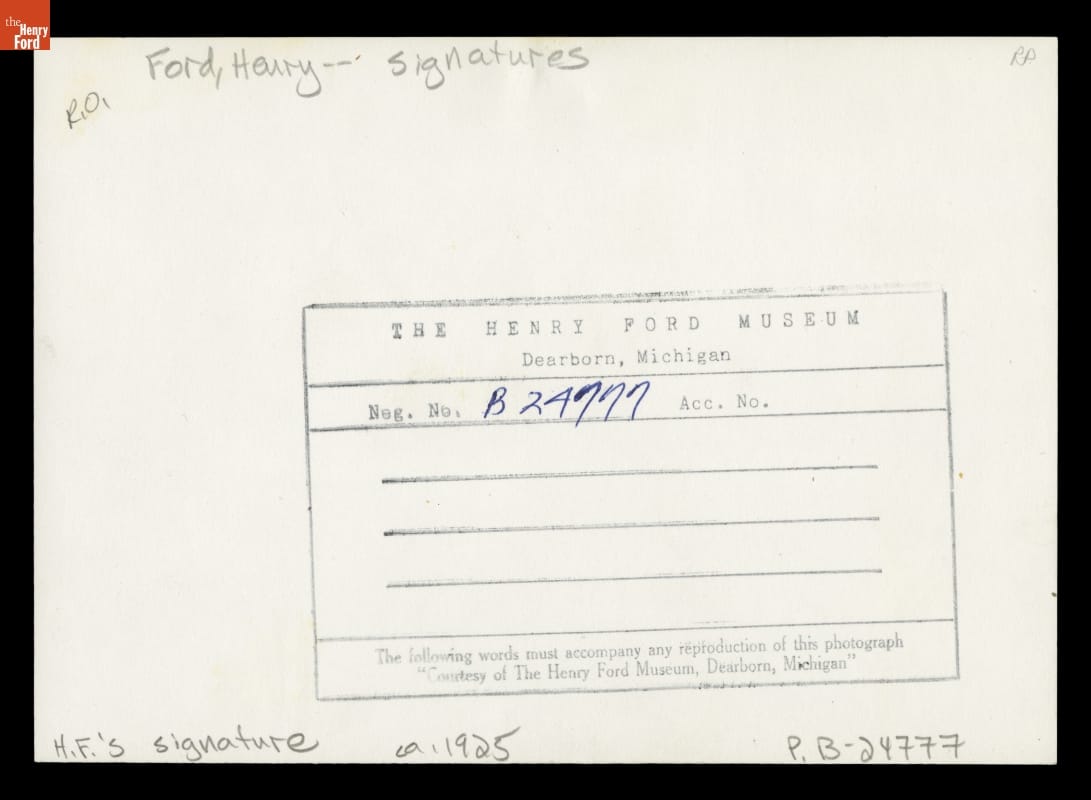 the
Henry
Ford
Ford, Henry -- signatures
RP
R.O.
THE HENRY FORD MUSEUM
Dearborn, Michigan
Neg. No. B 24777 Acc. No.
The following words must accompany any reproduction of this photograph
"Courtesy of The Henry Ford Museum, Dearborn, Michigan"
H.F.'s signature ca. 1925 P. B-24777